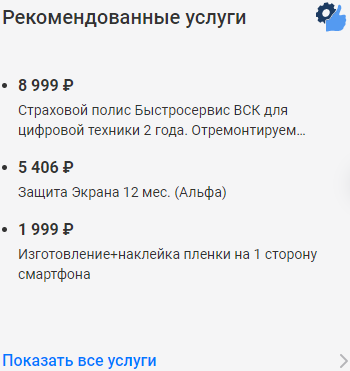 Рекомендованные услуги
8 999 ₽
Страховой полис Быстросервис ВСК для
цифровой техники 2 года. Отремонтируем...
5 406 ₽
Защита Экрана 12 мес. (Альфа)
1 999 ₽
Изготовление+наклейка пленки на 1 сторону
смартфона
Показать все услуги